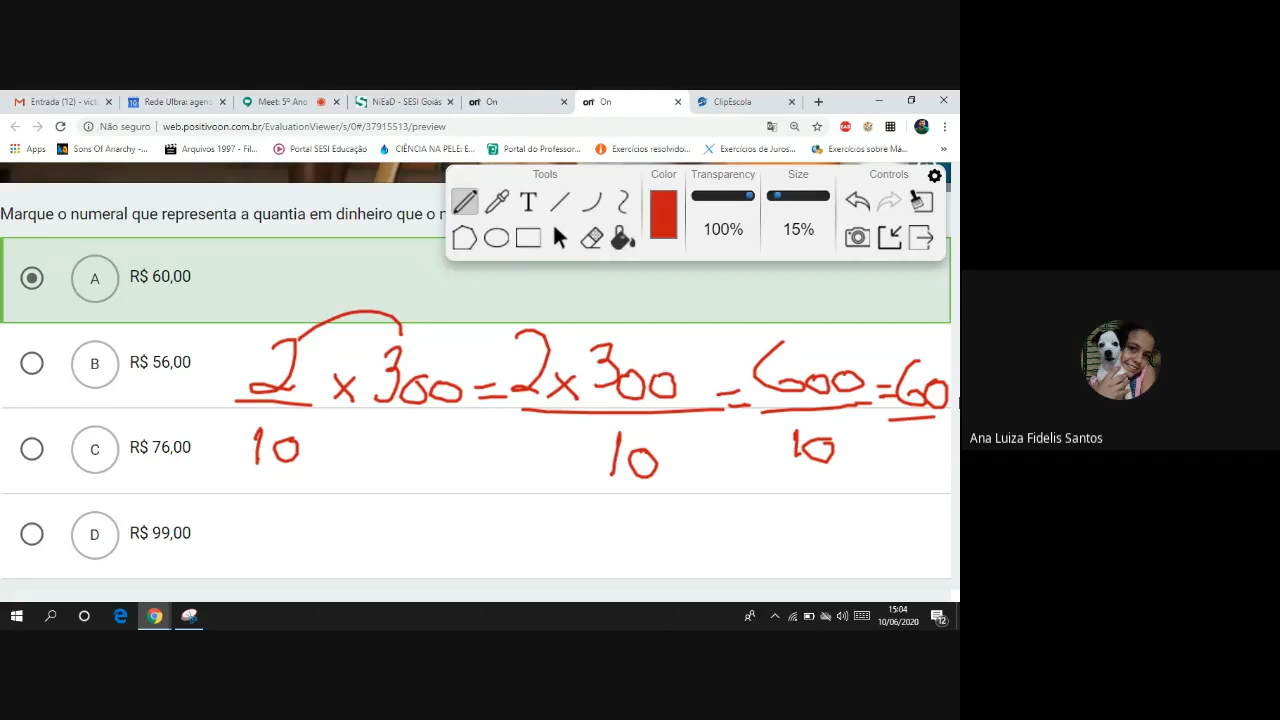 Entrada (12) - vict
Rede Ulbra: agen
Meet: 5º Ano
NiEaD - SESI Goiás
On
On
ClipEscola
Não seguro
web.positivoon.com.br/EvaluationViewer/s/0#/37915513/preview
Apps
Sons Of Anarchy -...
Arquivos 1997 - Fil...
Portal SESI Educação
CIÊNCIA NA PELE: E...
Portal do Professor...
Exercícios resolvido...
Exercícios de Juros...
Exercícios sobre Má...
»
Tools
Color
Transparency
Size
Controls
100%
15%
Marque o numeral que representa a quantia em dinheiro que o
A
R$ 60,00
B
R$ 56,00
C
R$ 76,00
D
R$ 99,00
2 x 300 = 2 x 300 = 600 = 60
10 10 10
Ana Luiza Fidelis Santos
15:04
10/06/2020
12